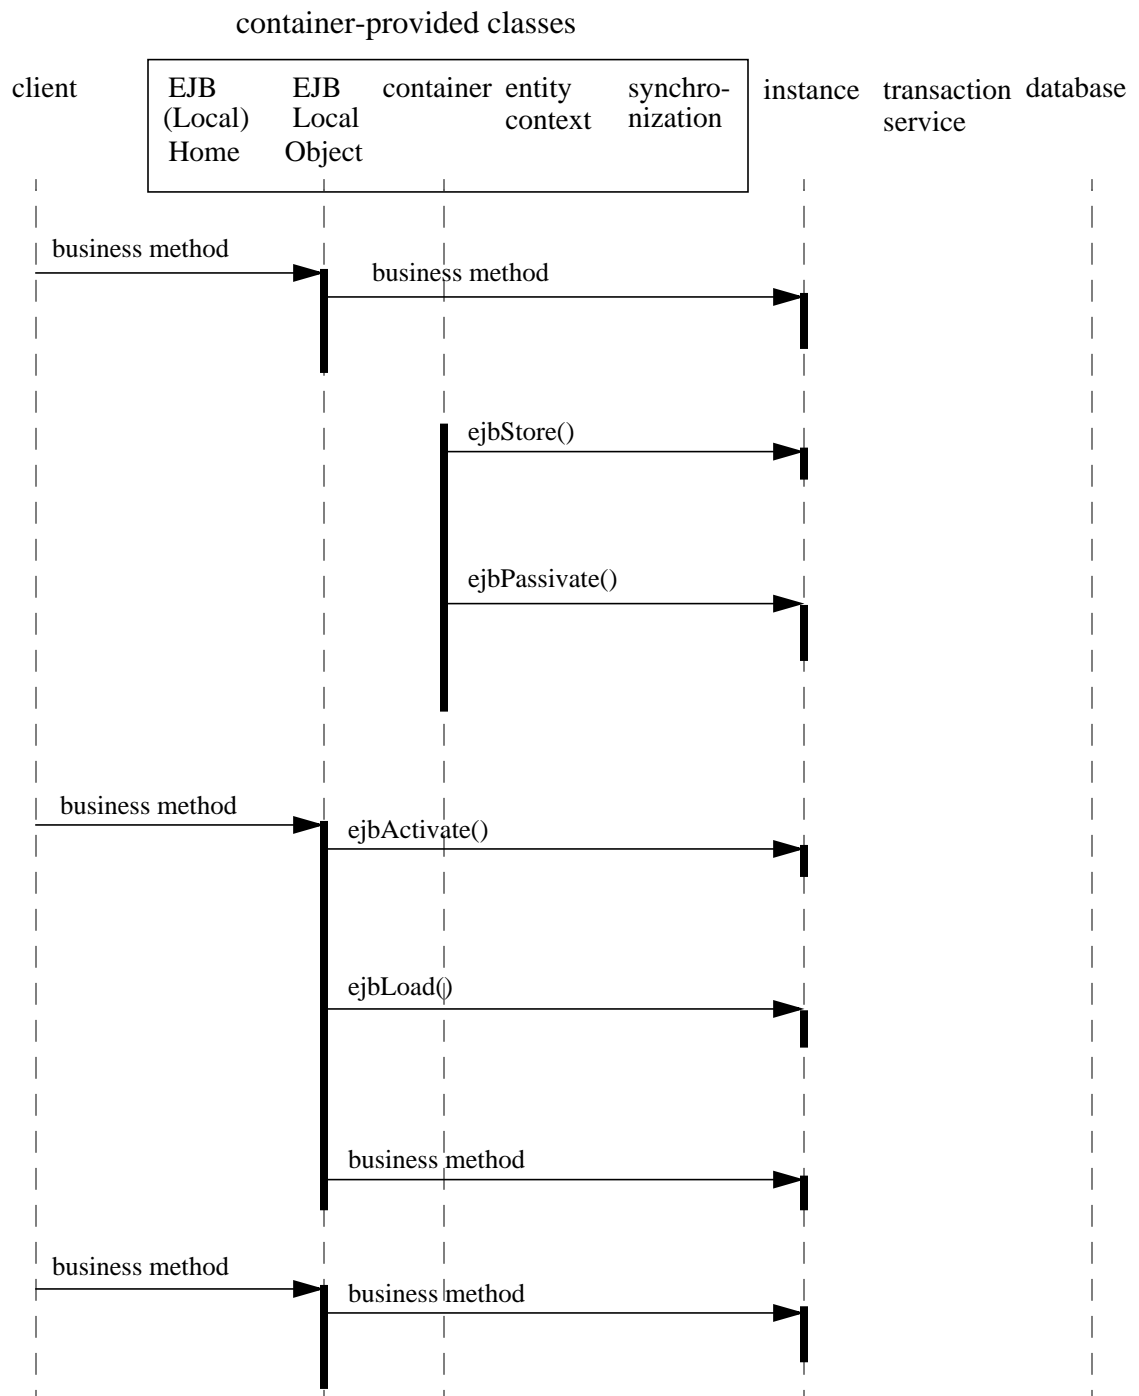 container-provided classes
client
EJB
(Local)
Home
EJB
Local
Object
container
entity
context
synchro-
nization
instance
transaction
service
database
business method
business method
ejbStore()
ejbPassivate()
business method
ejbActivate()
ejbLoad()
business method
business method
business method